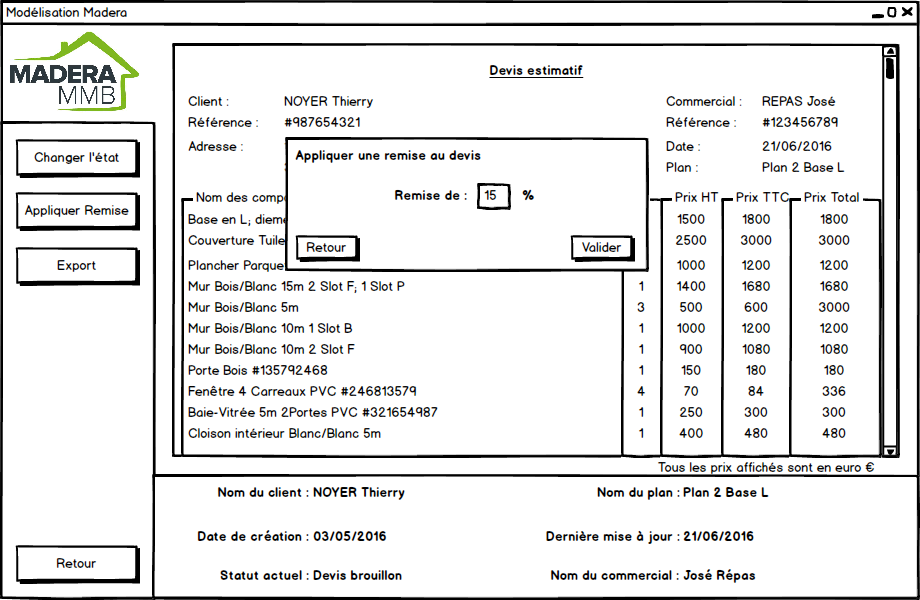 Modélisation Madera
MADERA
MMB
Changer l'état
Appliquer Remise
Export
Retour
Devis estimatif
Client : NOYER Thierry Commercial : REPAS José
Référence : #987654321 Référence : #123456789
Adresse : Date : 21/06/2016
Plan : Plan 2 Base L
Appliquer une remise au devis
Remise de : 15 %
Retour Valider
Nom des comp Prix HT Prix TTC Prix Total
Base en L; dieme 1500 1800 1800
Couverture Tuile 2500 3000 3000
Plancher Parque 1000 1200 1200
Mur Bois/Blanc 15m 2 Slot F; 1 Slot P 1 1400 1680 1680
Mur Bois/Blanc 5m 3 500 600 3000
Mur Bois/Blanc 10m 1 Slot B 1 1000 1200 1200
Mur Bois/Blanc 10m 2 Slot F 1 900 1080 1080
Porte Bois #135792468 1 150 180 180
Fenêtre 4 Carreaux PVC #246813579 4 70 84 336
Baie-Vitrée 5m 2Portes PVC #321654987 1 250 300 300
Cloison intérieur Blanc/Blanc 5m 1 400 480 480
Tous les prix affichés sont en euro €
Nom du client : NOYER Thierry Nom du plan : Plan 2 Base L
Date de création : 03/05/2016 Dernière mise à jour : 21/06/2016
Statut actuel : Devis brouillon Nom du commercial : José Répas